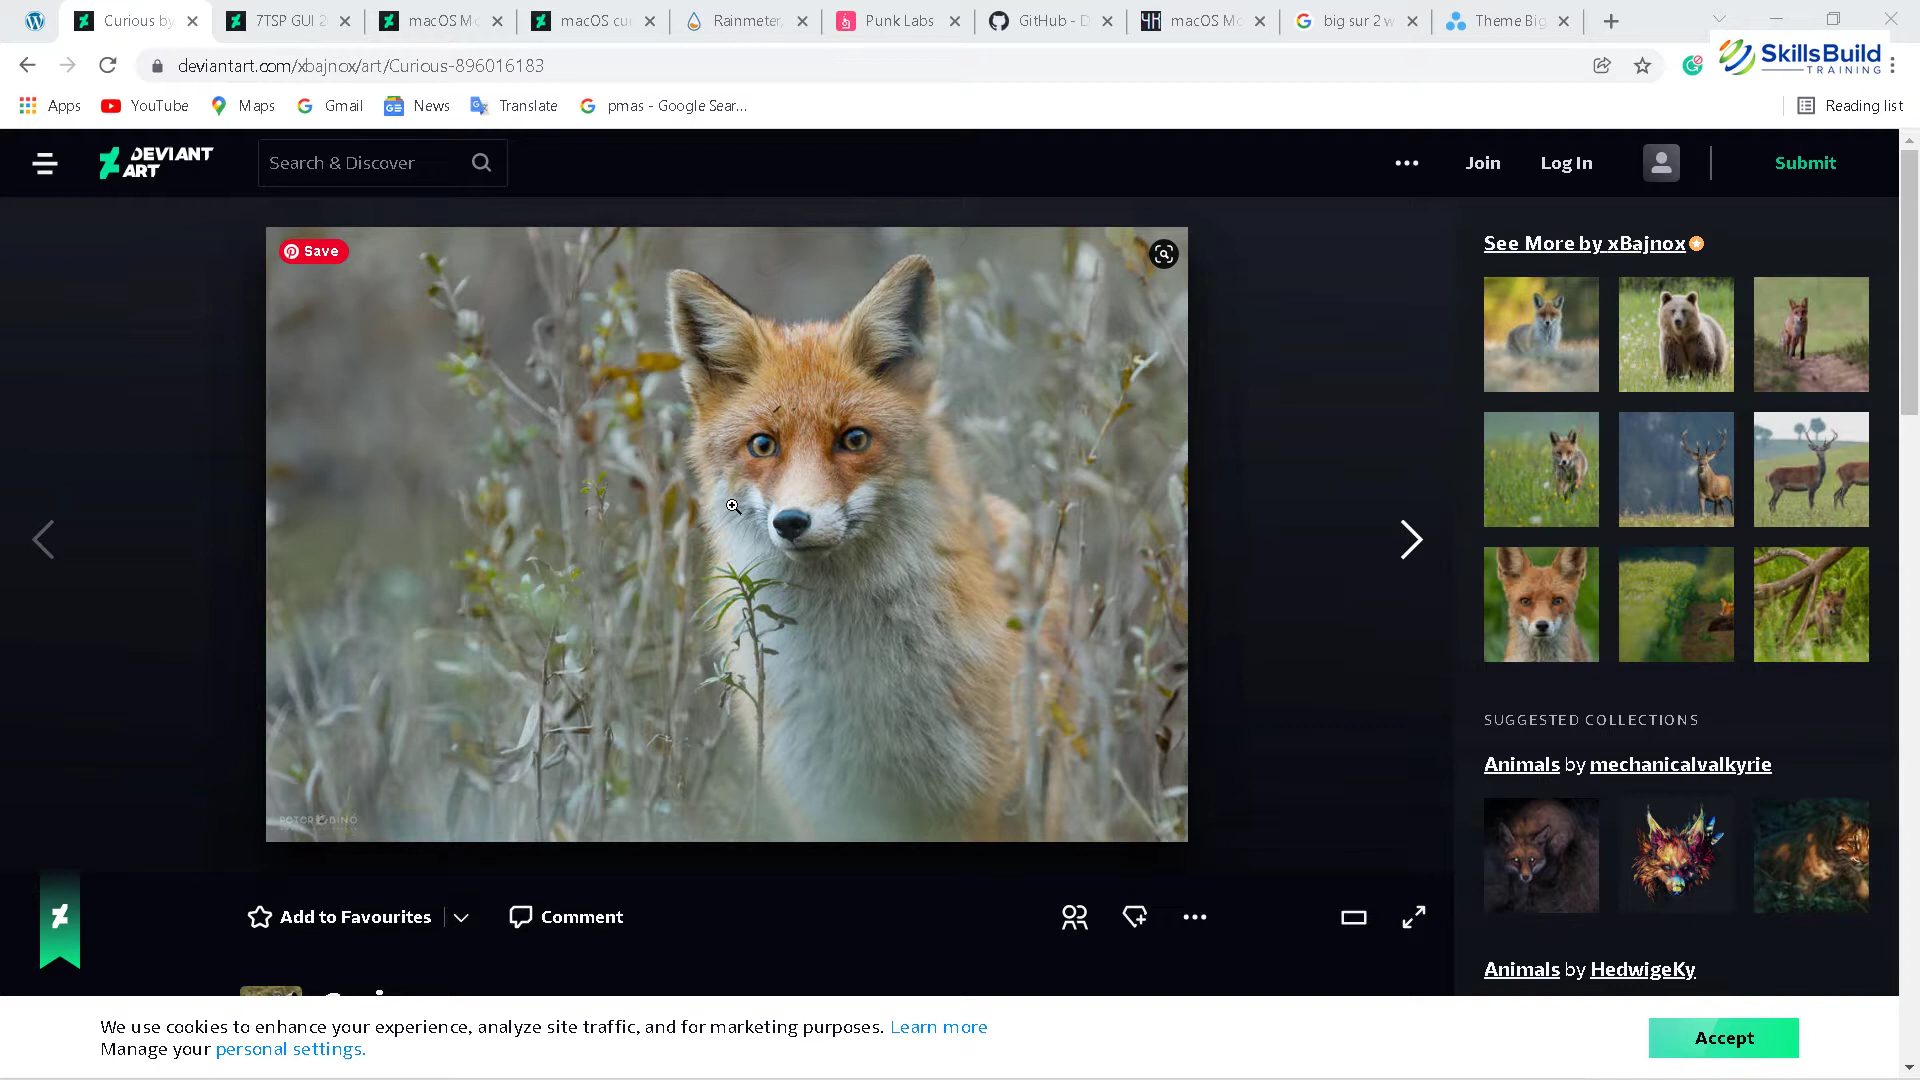 Curious by
7TSP GUI 2
macOS Mo
macOS cur
Rainmeter,
Punk Labs
GitHub - D
macOS Mo
big sur 2 w
Theme Big
deviantart.com/xbajnox/art/Curious-896016183
SkillsBuild
TRAINING
Apps
YouTube
Maps
Gmail
News
Translate
pmas - Google Sear...
Reading list
DEVIANT
ART
Search & Discover
Join
Log In
Submit
Save
See More by xBajnox
SUGGESTED COLLECTIONS
Animals by mechanicalvalkyrie
Add to Favourites
Comment
Animals by HedwigeKy
We use cookies to enhance your experience, analyze site traffic, and for marketing purposes. Learn more
Manage your personal settings.
Accept